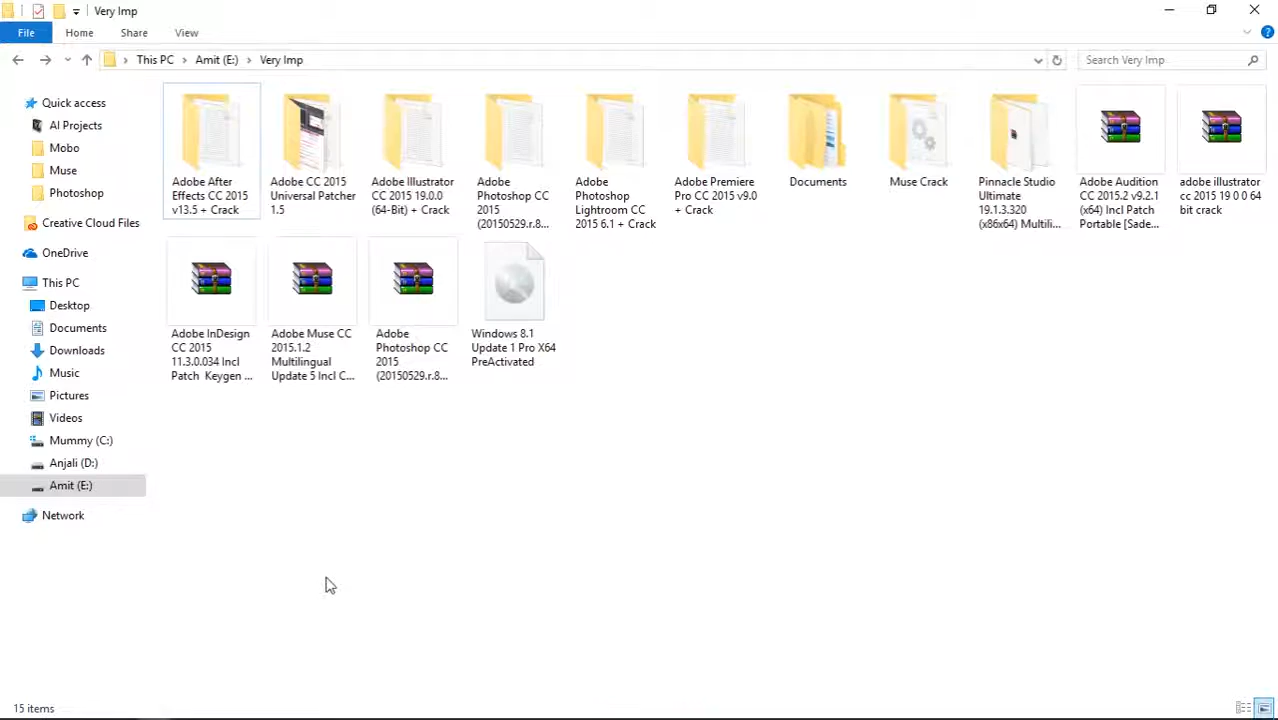 Very Imp
File
Home
Share
View
This PC
Amit (E:)
Very Imp
Search Very Imp
Quick access
AI Projects
Mobo
Muse
Photoshop
Creative Cloud Files
OneDrive
This PC
Desktop
Documents
Downloads
Music
Pictures
Videos
Mummy (C:)
Anjali (D:)
Amit (E:)
Network
Adobe After
Effects CC 2015
v13.5 + Crack
Adobe CC 2015
Universal Patcher
1.5
Adobe Illustrator
CC 2015 19.0.0
(64-Bit) + Crack
Adobe
Photoshop CC
2015
(20150529.r.8...
Adobe
Photoshop
Lightroom CC
2015 6.1 + Crack
Adobe Premiere
Pro CC 2015 v9.0
+ Crack
Documents
Muse Crack
Pinnacle Studio
Ultimate
19.1.3.320
(x86x64) Multili...
Adobe Audition
CC 2015.2 v9.2.1
(x64) Incl Patch
Portable [Sade...
adobe illustrator
cc 2015 19 0 0 64
bit crack
Adobe InDesign
CC 2015
11.3.0.034 Incl
Patch Keygen ...
Adobe Muse CC
2015.1.2
Multilingual
Update 5 Incl C...
Adobe
Photoshop CC
2015
(20150529.r.8...
Windows 8.1
Update 1 Pro X64
PreActivated
15 items